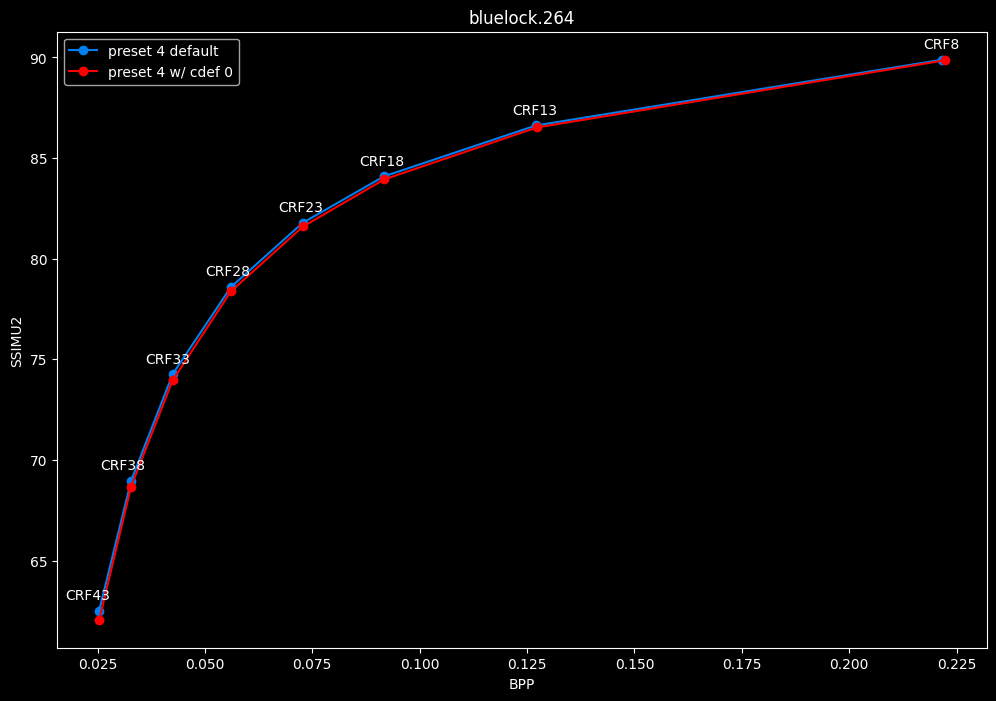 bluelock.264
preset 4 default
preset 4 w/ cdef 0
CRF8
CRF13
CRF18
CRF23
CRF28
CRF33
CRF38
CRF43
90
85
80
75
70
65
SSIMU2
0.025
0.050
0.075
0.100
0.125
0.150
0.175
0.200
0.225
BPP